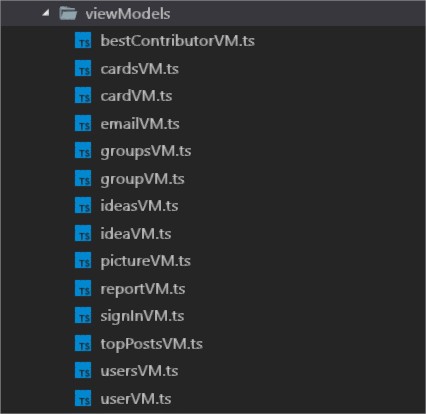 viewModels
TS bestContributorVM.ts
TS cardsVM.ts
TS cardVM.ts
TS emailVM.ts
TS groupsVM.ts
TS groupVM.ts
TS ideasVM.ts
TS ideaVM.ts
TS pictureVM.ts
TS reportVM.ts
TS signInVM.ts
TS topPostsVM.ts
TS usersVM.ts
TS userVM.ts